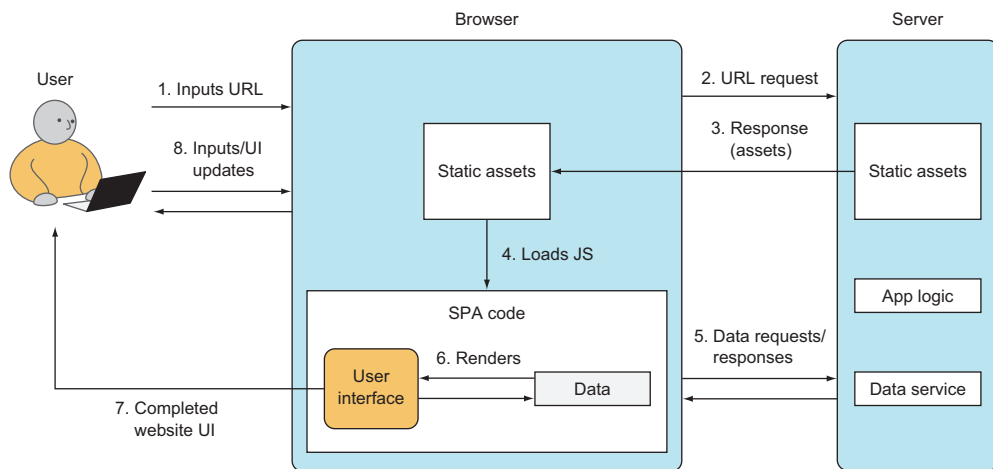 Browser
Server
User
1. Inputs URL
2. URL request
3. Response
(assets)
8. Inputs/UI
updates
Static assets
Static assets
4. Loads JS
App logic
SPA code
5. Data requests/
responses
6. Renders
User
interface
Data
Data service
7. Completed
website UI